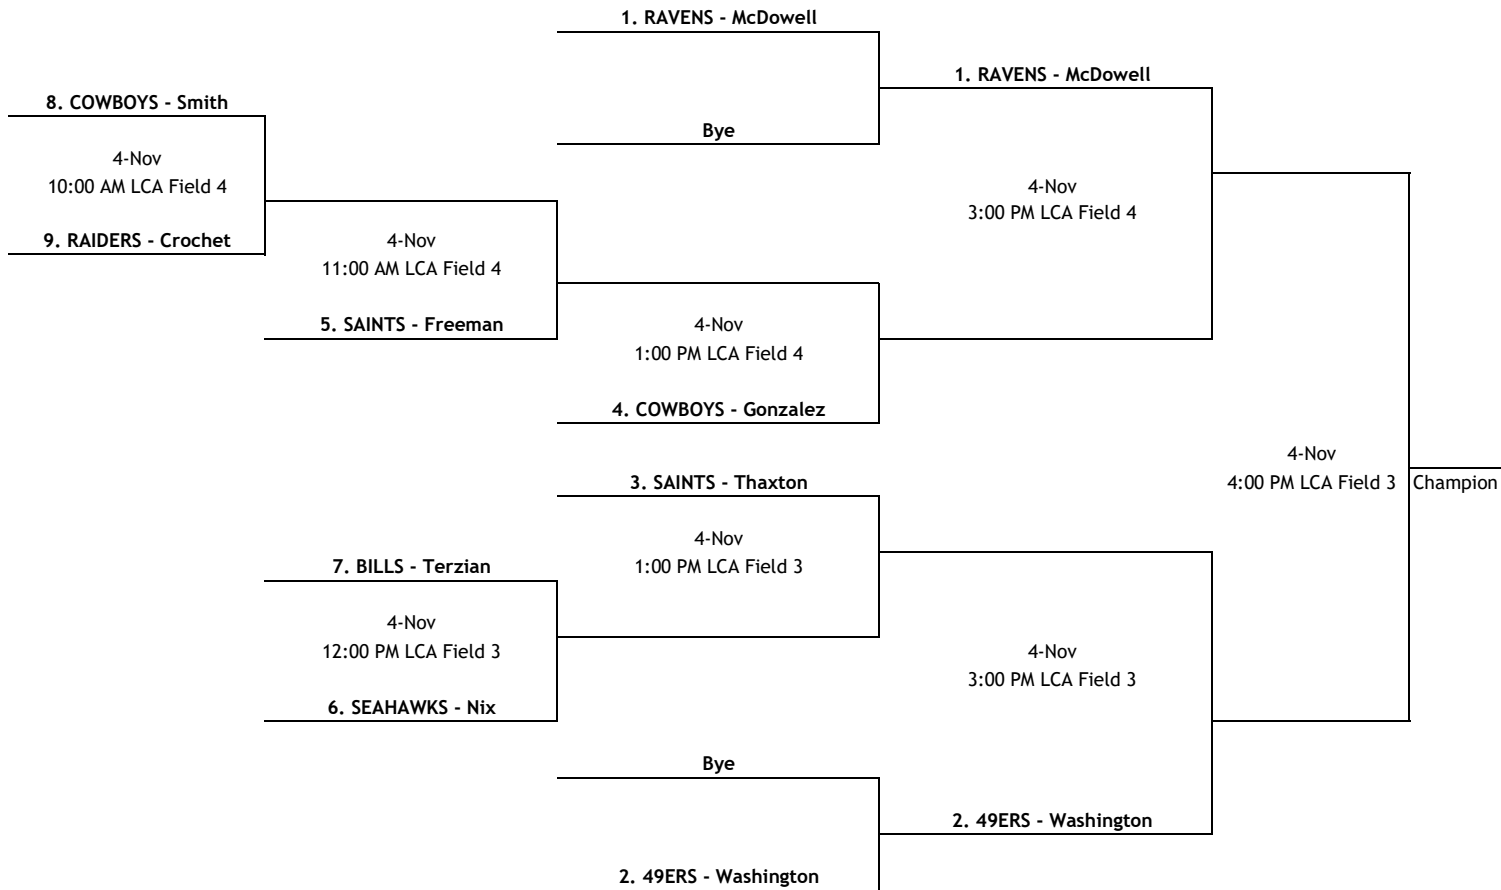 1. RAVENS - McDowell
1. RAVENS - McDowell
8. COWBOYS - Smith
Bye
4-Nov
10:00 AM LCA Field 4
4-Nov
3:00 PM LCA Field 4
9. RAIDERS - Crochet
4-Nov
11:00 AM LCA Field 4
5. SAINTS - Freeman
4-Nov
1:00 PM LCA Field 4
4. COWBOYS - Gonzalez
4-Nov
4:00 PM LCA Field 3
Champion
3. SAINTS - Thaxton
4-Nov
1:00 PM LCA Field 3
7. BILLS - Terzian
4-Nov
12:00 PM LCA Field 3
4-Nov
3:00 PM LCA Field 3
6. SEAHAWKS - Nix
Bye
2. 49ERS - Washington
2. 49ERS - Washington